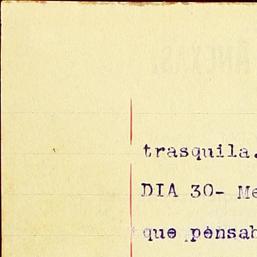 trasquila.
DIA 30- Me
que pensab